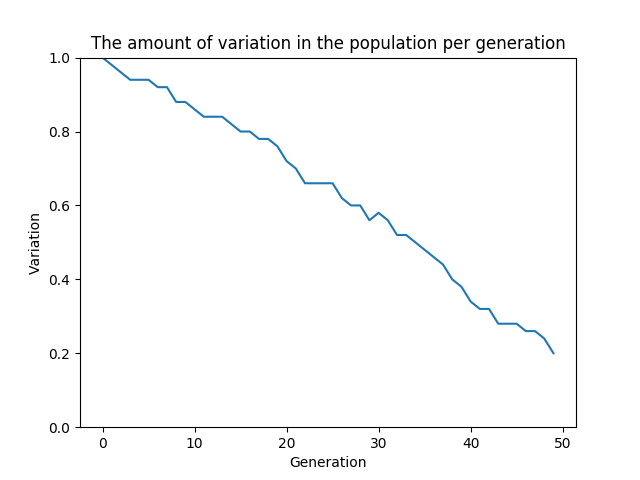 The amount of variation in the population per generation
1.0
0.8
0.6
0.4
0.2
0.0
Variation
0 10 20 30 40 50
Generation